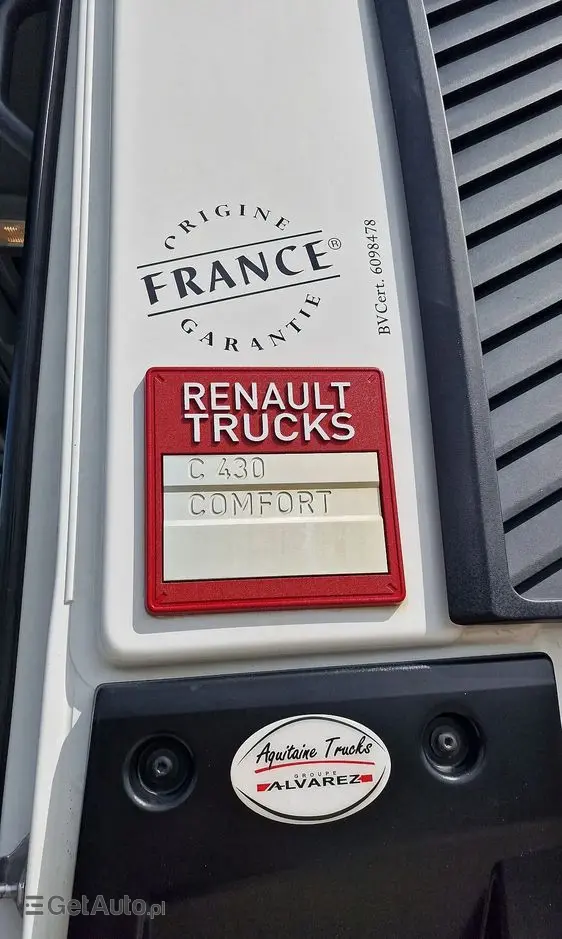 ORIGINE
FRANCE®
GARANTIE
BVCert. 6098478
RENAULT
TRUCKS
C 430
COMFORT
Aquitaine Trucks
GROUPE
ALVAREZ
GetAuto.pl